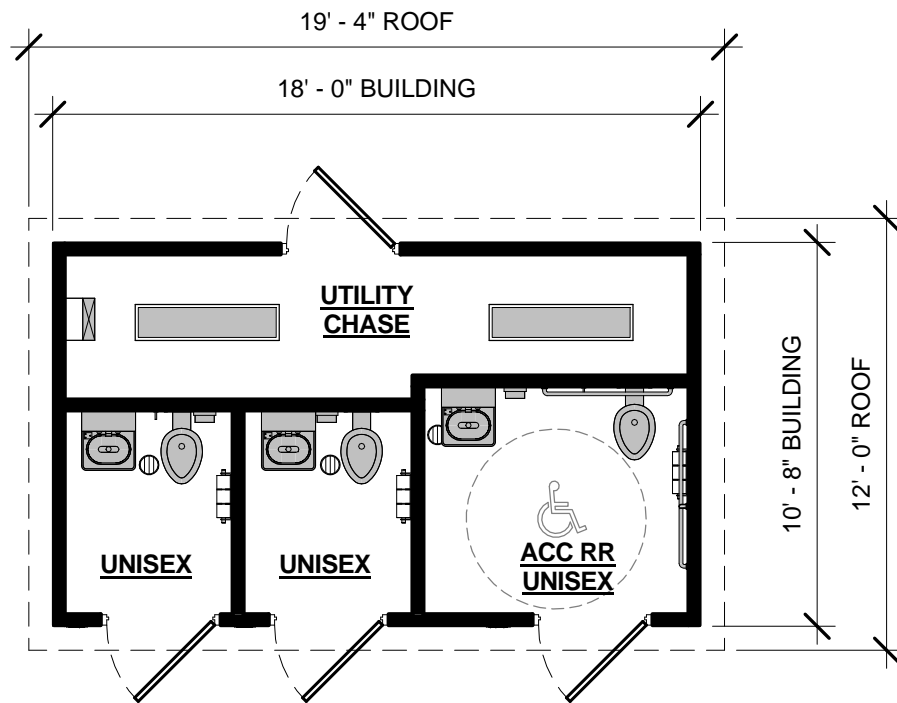 19' - 4" ROOF
18' - 0" BUILDING
UTILITY
CHASE
10' - 8" BUILDING
12' - 0" ROOF
UNISEX
UNISEX
ACC RR
UNISEX